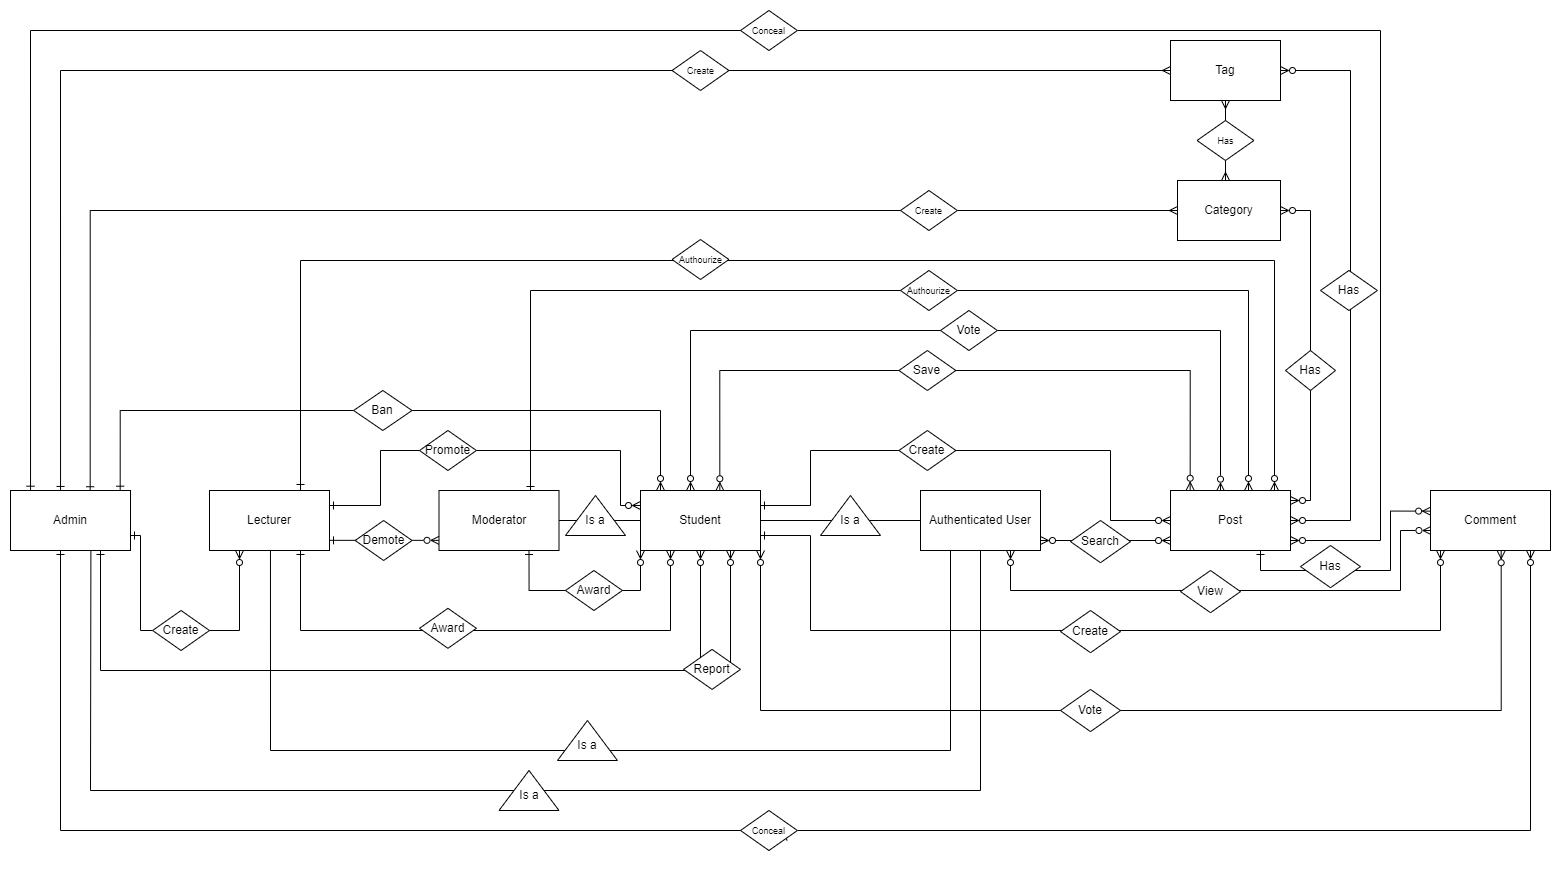 Conceal
Create
Tag
Has
Category
Create
Authourize
Authourize
Has
Vote
Save
Has
Ban
Promote
Create
Admin
Lecturer
Moderator
Is a
Student
Is a
Authenticated User
Post
Comment
Demote
Search
Has
Award
View
Create
Award
Create
Report
Vote
Is a
Is a
Conceal